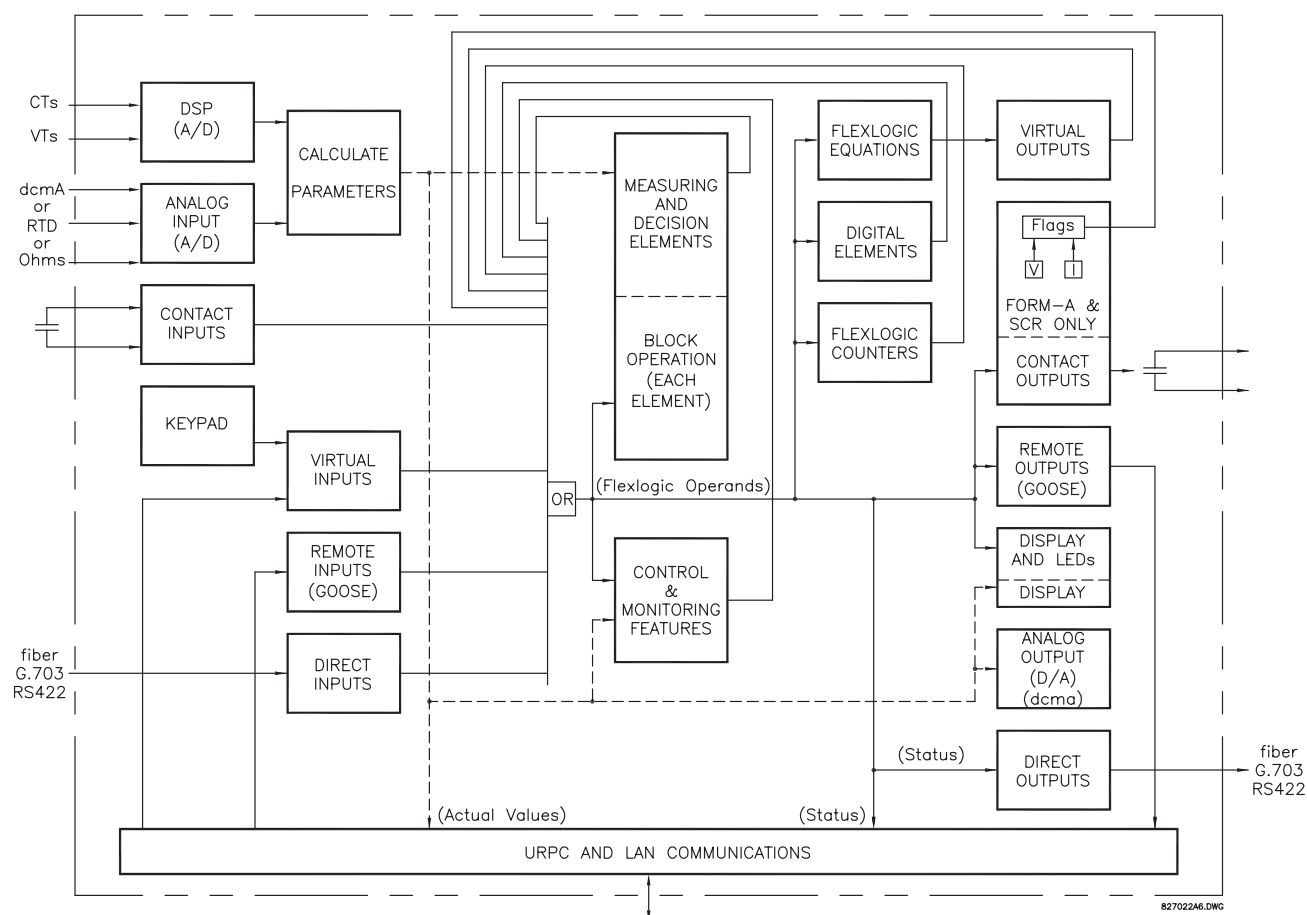 CTs
VTs
dcmA
or
RTD
or
Ohms
DSP
(A/D)
ANALOG
INPUT
(A/D)
CALCULATE
PARAMETERS
CONTACT
INPUTS
KEYPAD
VIRTUAL
INPUTS
REMOTE
INPUTS
(GOOSE)
fiber
G.703
RS422
DIRECT
INPUTS
MEASURING
AND
DECISION
ELEMENTS
BLOCK
OPERATION
(EACH
ELEMENT)
OR
(Flexlogic Operands)
CONTROL
&
MONITORING
FEATURES
FLEXLOGIC
EQUATIONS
DIGITAL
ELEMENTS
FLEXLOGIC
COUNTERS
VIRTUAL
OUTPUTS
Flags
V
I
FORM-A &
SCR ONLY
CONTACT
OUTPUTS
REMOTE
OUTPUTS
(GOOSE)
DISPLAY
AND LEDs
DISPLAY
ANALOG
OUTPUT
(D/A)
(dcma)
(Status)
DIRECT
OUTPUTS
fiber
G.703
RS422
(Actual Values)
(Status)
URPC AND LAN COMMUNICATIONS
827022A6.DWG